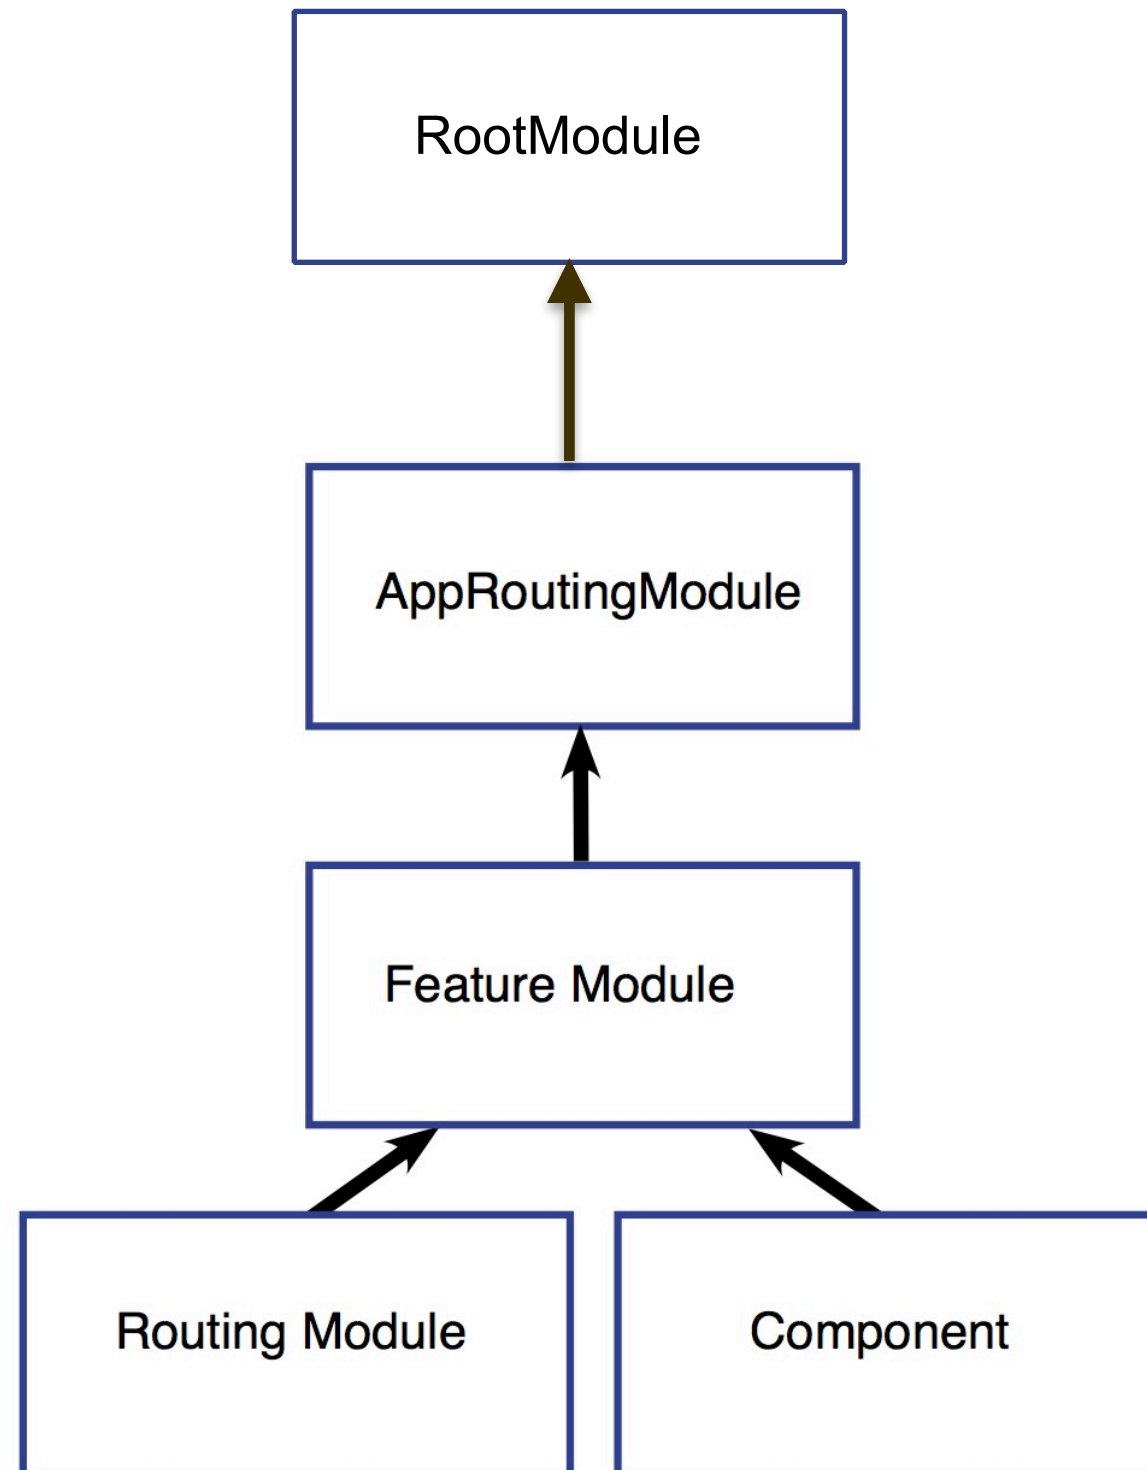 RootModule
AppRoutingModule
Feature Module
Routing Module
Component